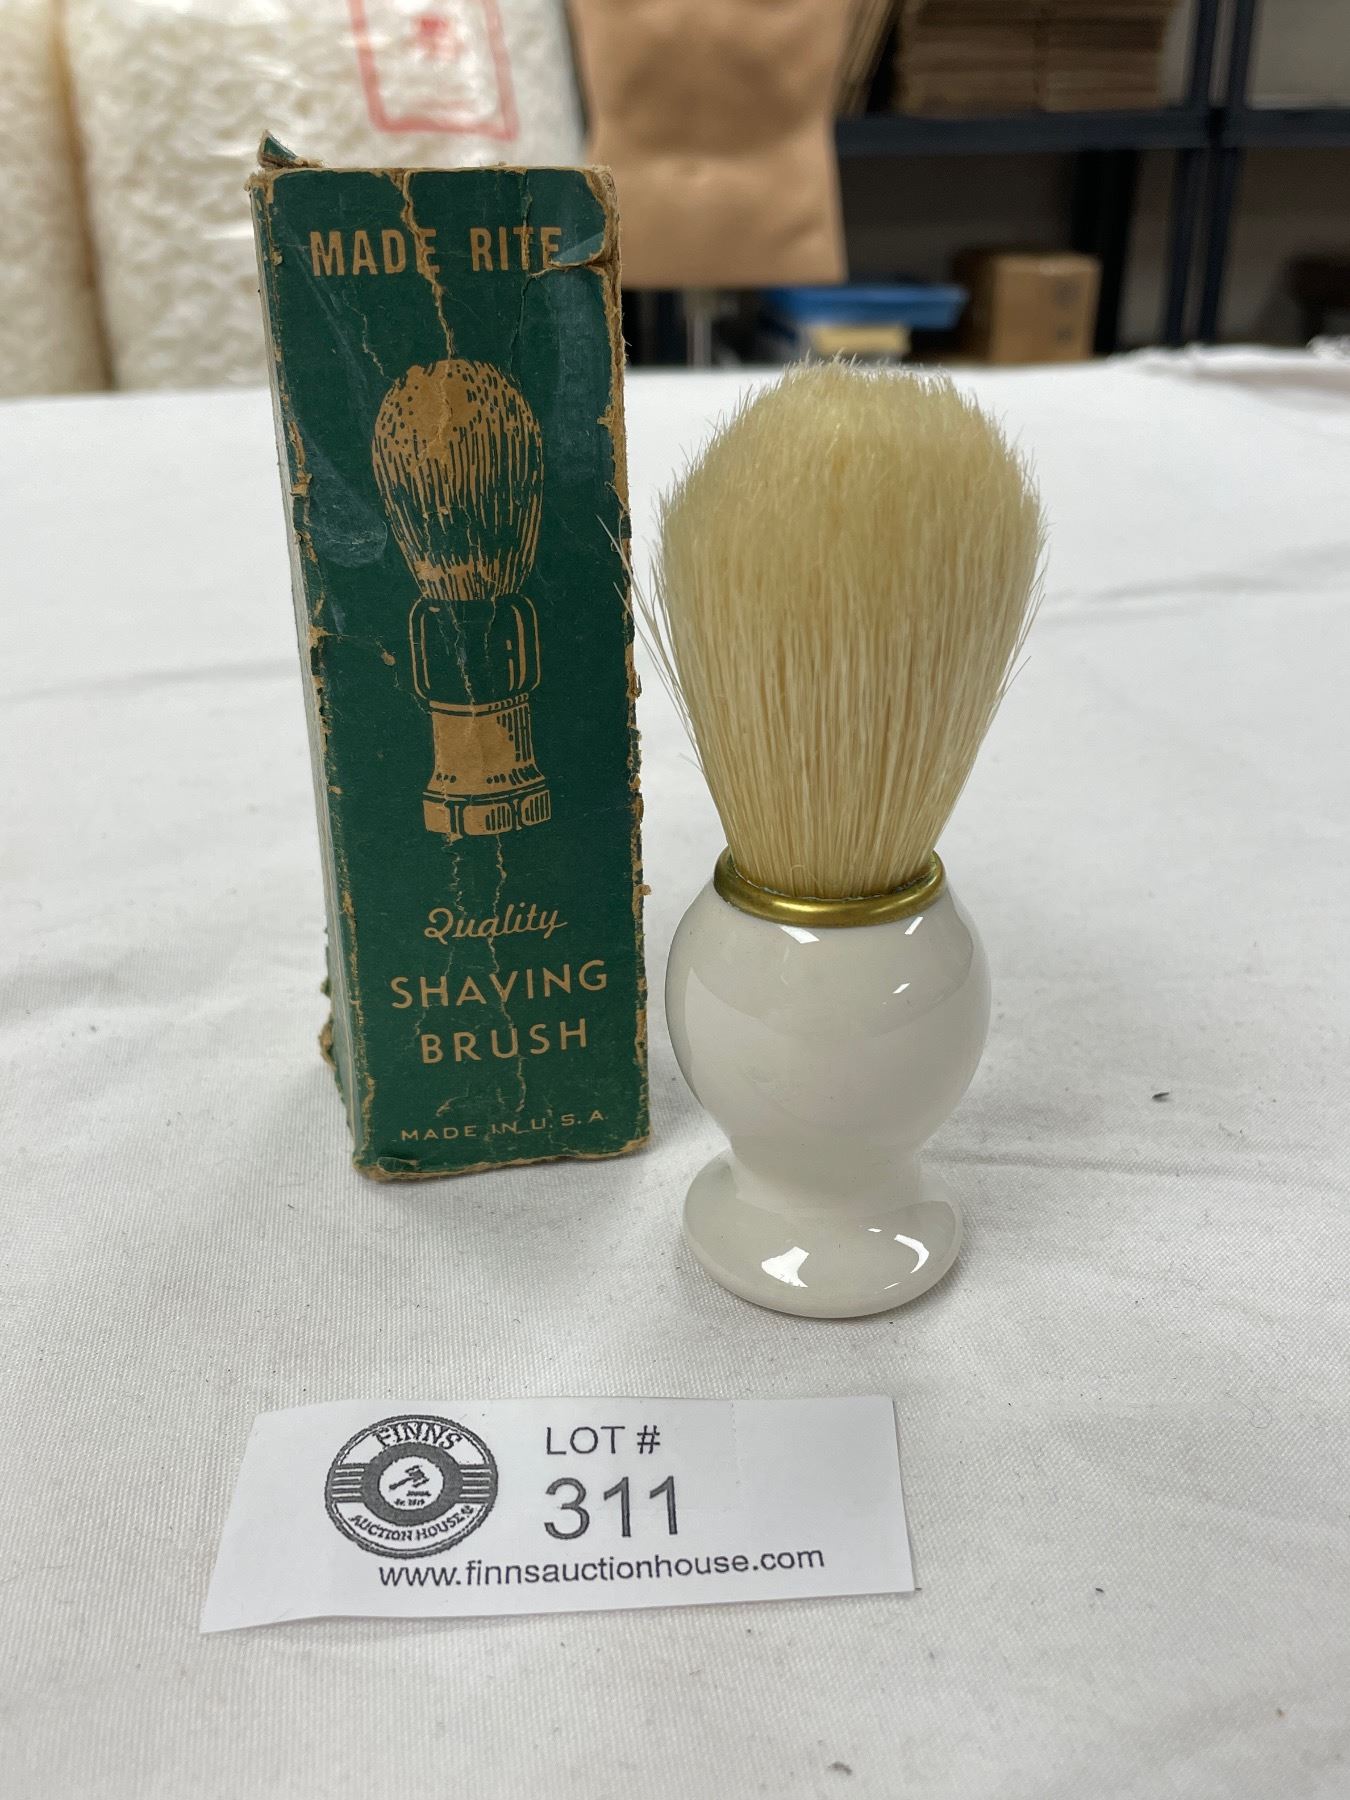 MADE RITE
Quality
SHAVING
BRUSH
MADE IN U.S.A.
FINNS
AUCTION HOUSE
LOT #
311
www.finnsauctionhouse.com